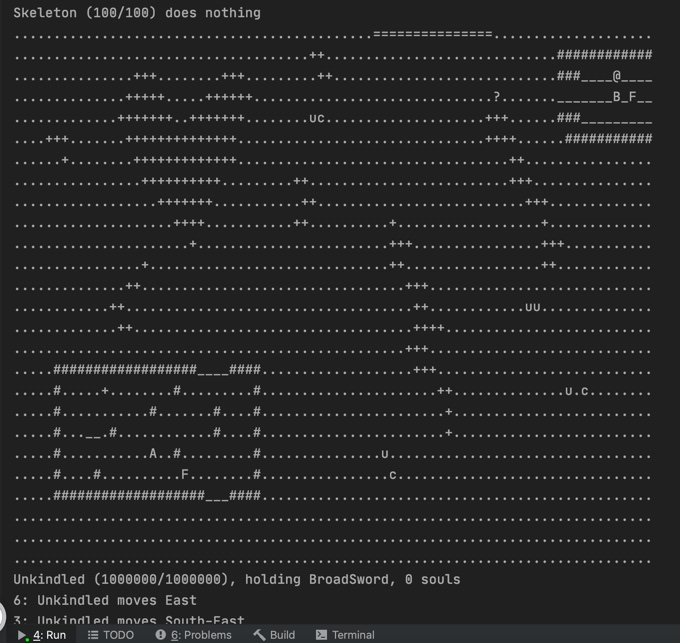 Skeleton (100/100) does nothing
.............................................===============....................
.....................................++.............................############
...............+++........+++.........++............................###____@____
..............+++++.....++++++..............................?......._______B_F__
.............+++++++..+++++++........uc....................+++......###_________
....+++.......++++++++++++++...............................++++......###########
......+........+++++++++++++..................................++................
................++++++++++.........++.........................+++...............
..................+++++++...........++..........................+++.............
....................++++...........++..........+..................+.............
......................+........................+++................+++...........
................+..............................++.................++............
..............++.................................+++............................
............++....................................++............uu..............
.............++...................................++++..........................
.................................................+++............................
.....##################____####...................+++...........................
.....#.....+........#.........#......................++..............u.c........
.....#...........#.......#....#.......................+.........................
.....#...__.#............#....#.......................+.........................
.....#...........A..#.........#...............u.................................
.....#....#..........F........#................c................................
.....###################___####.................................................
................................................................................
................................................................................
................................................................................
Unkindled (1000000/1000000), holding BroadSword, 0 souls
6: Unkindled moves East
3: Unkindled moves South-East
4: Run TODO 6: Problems Build Terminal